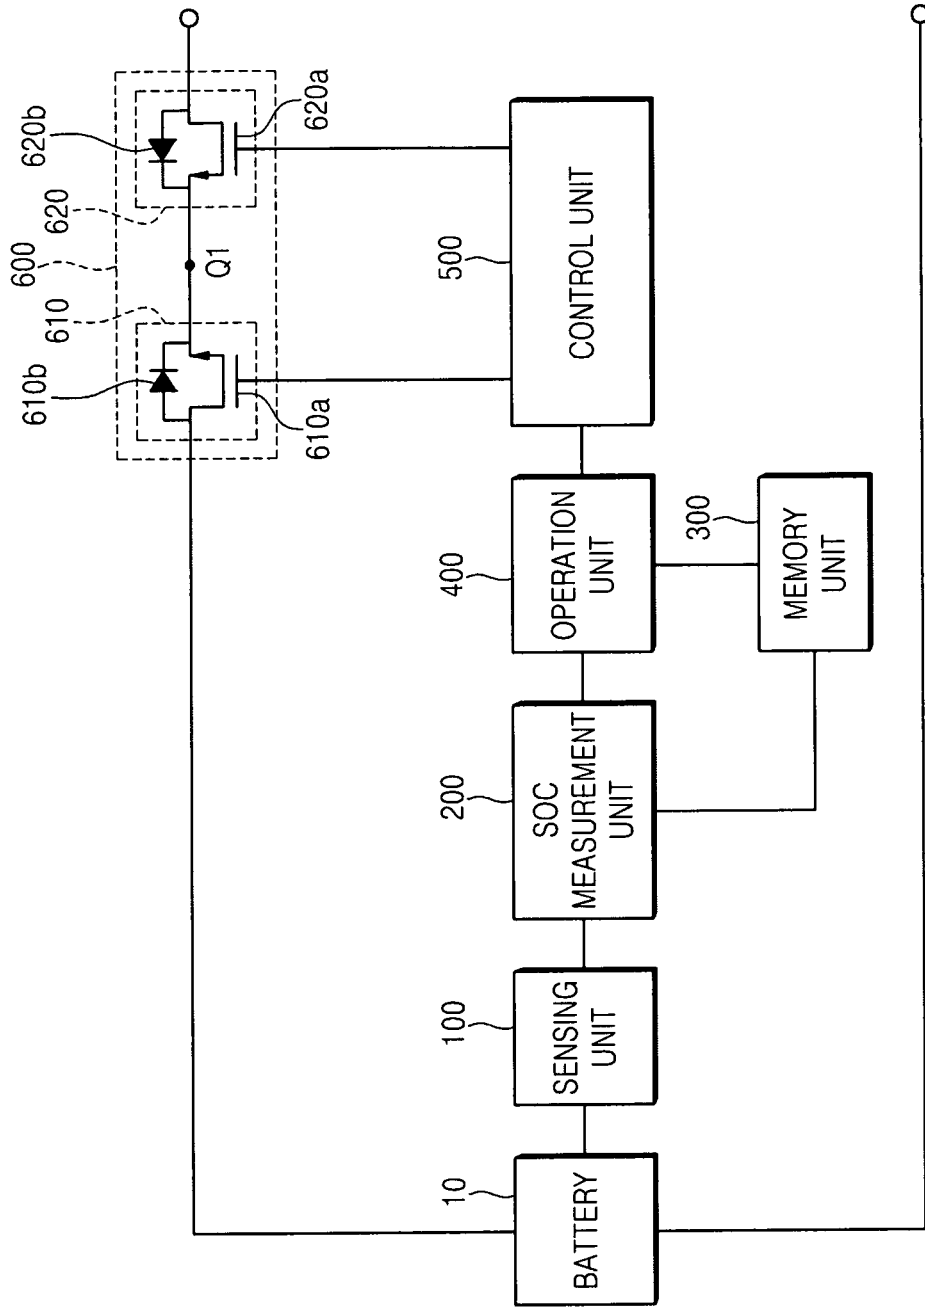 600
610
610b
610a
Q1
620
620b
620a
10
BATTERY
100
SENSING
UNIT
200
SOC
MEASUREMENT
UNIT
400
OPERATION
UNIT
300
MEMORY
UNIT
500
CONTROL UNIT